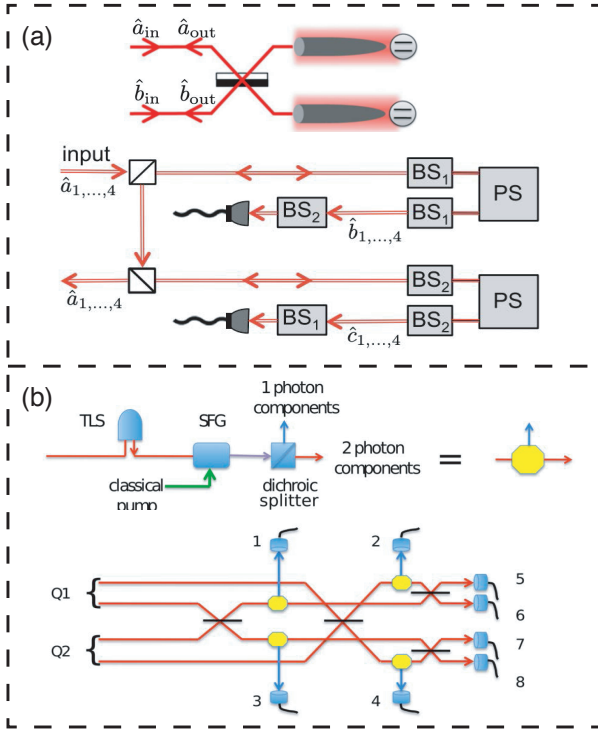 (a)
â_in â_out
b̂_in b̂_out
input
â_1,...,4
BS_1
PS
BS_2
BS_1
b̂_1,...,4
â_1,...,4
BS_2
PS
BS_1
BS_2
ĉ_1,...,4
(b)
TLS
SFG
1 photon
components
classical
pump
dichroic
splitter
2 photon
components
=
1
2
Q1
5
6
Q2
7
8
3
4